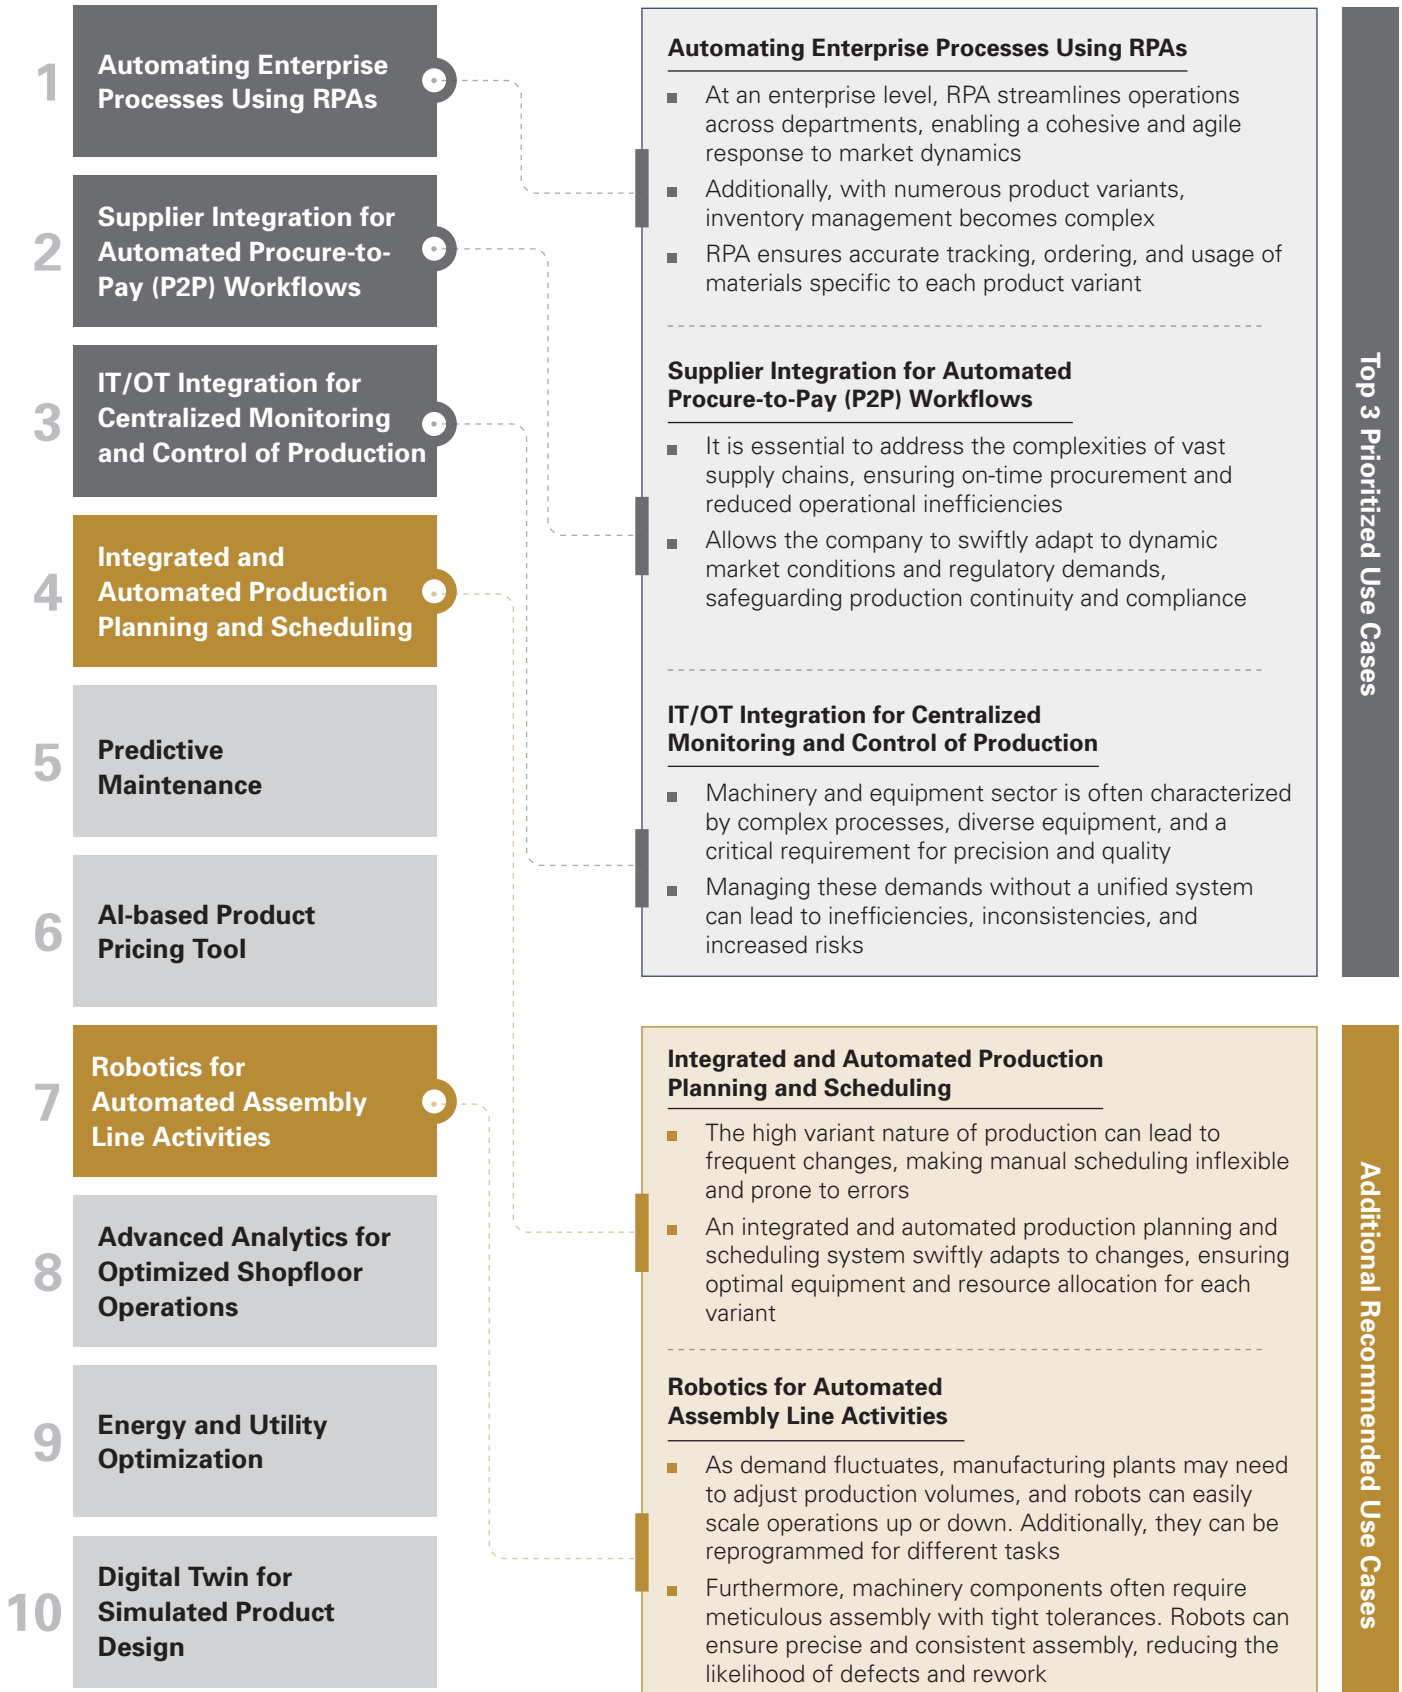 1
Automating Enterprise
Processes Using RPAs
2
Supplier Integration for
Automated Procure-to-
Pay (P2P) Workflows
3
IT/OT Integration for
Centralized Monitoring
and Control of Production
4
Integrated and
Automated Production
Planning and Scheduling
5
Predictive
Maintenance
6
AI-based Product
Pricing Tool
7
Robotics for
Automated Assembly
Line Activities
8
Advanced Analytics for
Optimized Shopfloor
Operations
9
Energy and Utility
Optimization
10
Digital Twin for
Simulated Product
Design
Automating Enterprise Processes Using RPAs
At an enterprise level, RPA streamlines operations
across departments, enabling a cohesive and agile
response to market dynamics
Additionally, with numerous product variants,
inventory management becomes complex
RPA ensures accurate tracking, ordering, and usage of
materials specific to each product variant
Supplier Integration for Automated
Procure-to-Pay (P2P) Workflows
It is essential to address the complexities of vast
supply chains, ensuring on-time procurement and
reduced operational inefficiencies
Allows the company to swiftly adapt to dynamic
market conditions and regulatory demands,
safeguarding production continuity and compliance
IT/OT Integration for Centralized
Monitoring and Control of Production
Machinery and equipment sector is often characterized
by complex processes, diverse equipment, and a
critical requirement for precision and quality
Managing these demands without a unified system
can lead to inefficiencies, inconsistencies, and
increased risks
Top 3 Prioritized Use Cases
Integrated and Automated Production
Planning and Scheduling
The high variant nature of production can lead to
frequent changes, making manual scheduling inflexible
and prone to errors
An integrated and automated production planning and
scheduling system swiftly adapts to changes, ensuring
optimal equipment and resource allocation for each
variant
Robotics for Automated
Assembly Line Activities
As demand fluctuates, manufacturing plants may need
to adjust production volumes, and robots can easily
scale operations up or down. Additionally, they can be
reprogrammed for different tasks
Furthermore, machinery components often require
meticulous assembly with tight tolerances. Robots can
ensure precise and consistent assembly, reducing the
likelihood of defects and rework
Additional Recommended Use Cases